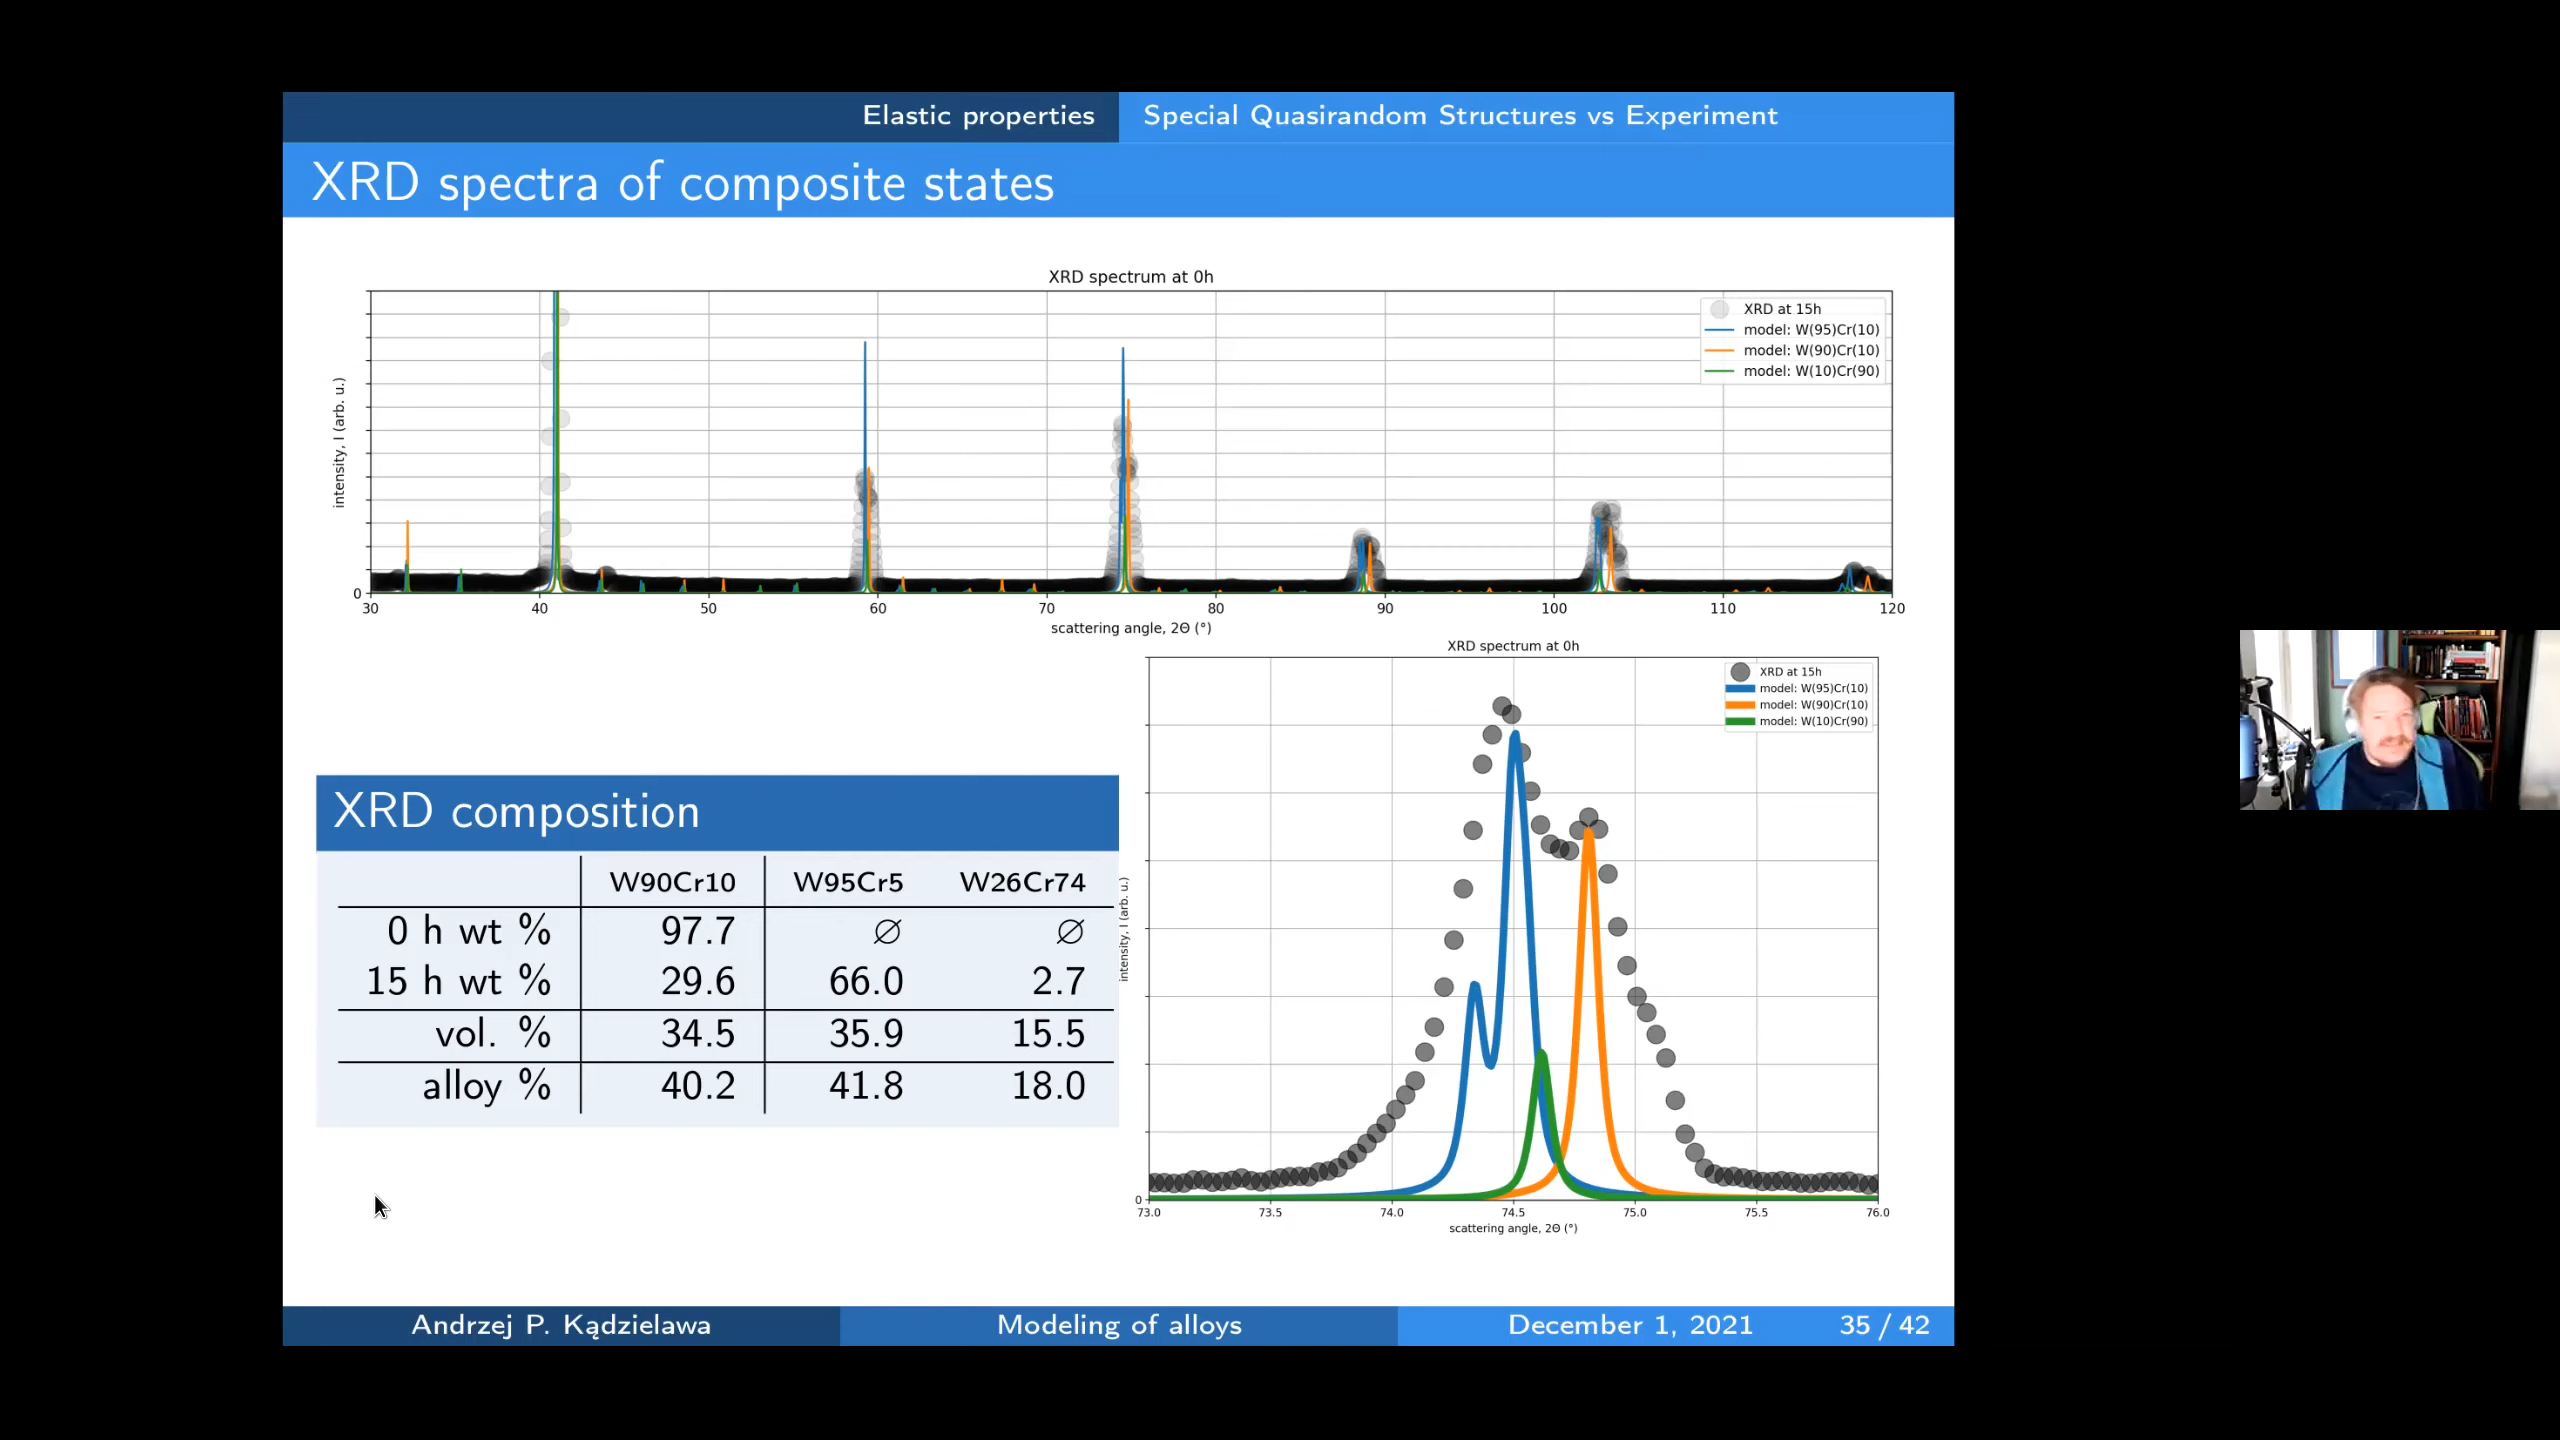 Elastic properties Special Quasirandom Structures vs Experiment
XRD spectra of composite states
XRD spectrum at 0h
XRD at 15h
model: W(95)Cr(10)
model: W(90)Cr(10)
model: W(10)Cr(90)
intensity, I (arb. u.)
0
30 40 50 60 70 80 90 100 110 120
scattering angle, 2Θ (°)
XRD spectrum at 0h
XRD at 15h
model: W(95)Cr(10)
model: W(90)Cr(10)
model: W(10)Cr(90)
intensity, I (arb. u.)
0
73.0 73.5 74.0 74.5 75.0 75.5 76.0
scattering angle, 2Θ (°)
XRD composition
W90Cr10 W95Cr5 W26Cr74
0 h wt % 97.7 ∅ ∅
15 h wt % 29.6 66.0 2.7
vol. % 34.5 35.9 15.5
alloy % 40.2 41.8 18.0
Andrzej P. Kądzielawa Modeling of alloys December 1, 2021 35 / 42